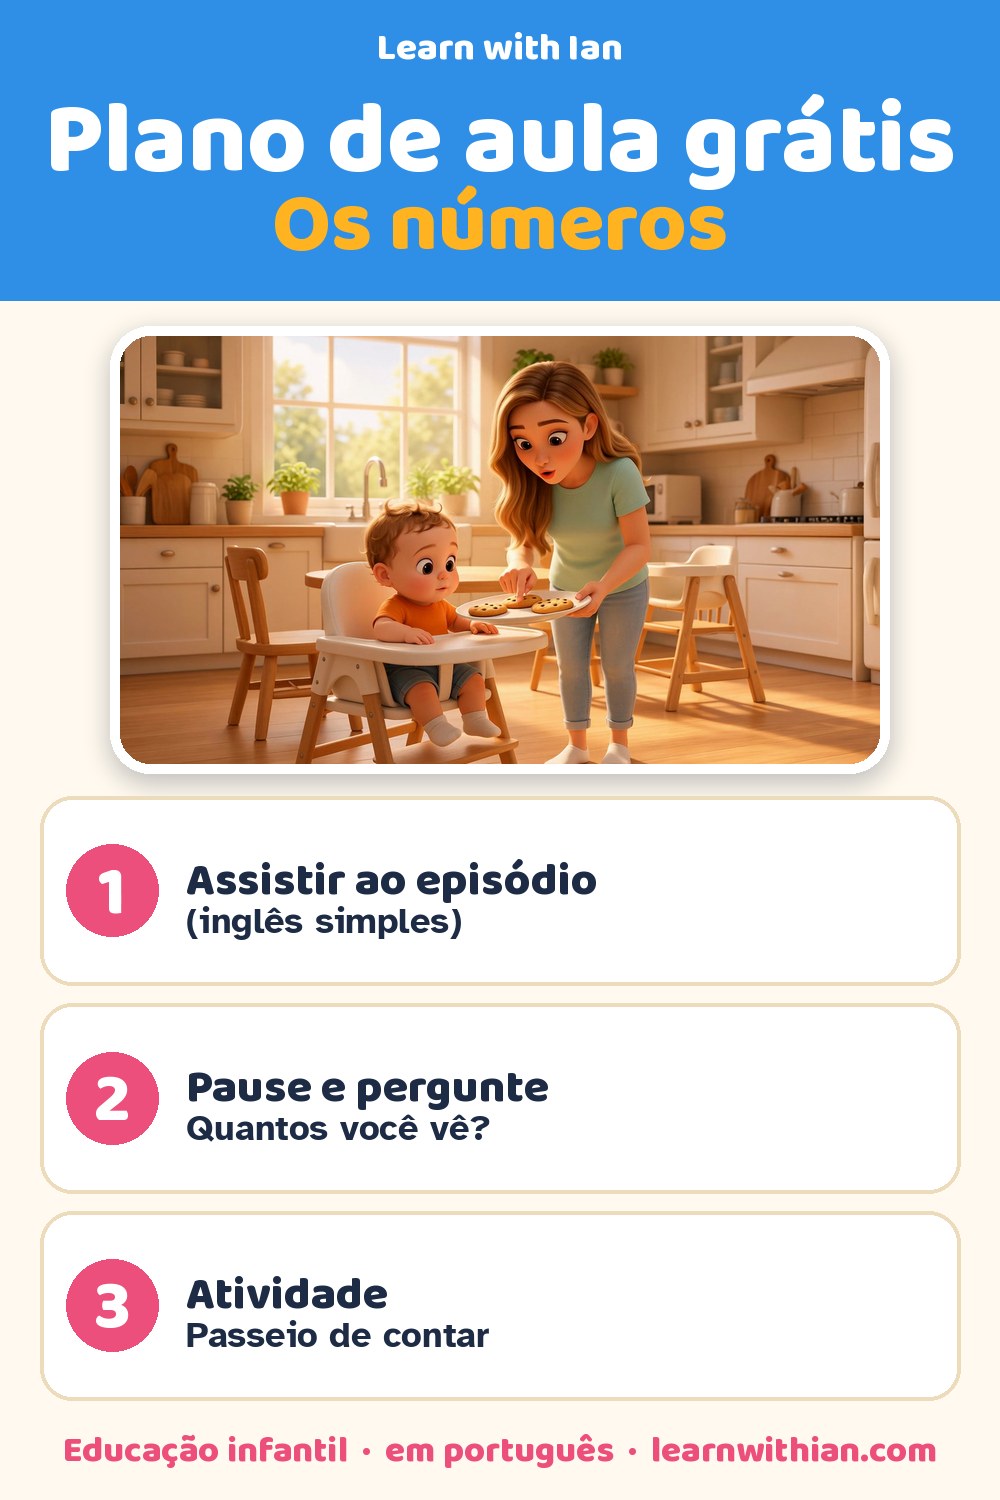 Learn with Ian
Plano de aula grátis
Os números
1
Assistir ao episódio
(inglês simples)
2
Pause e pergunte
Quantos você vê?
3
Atividade
Passeio de contar
Educação infantil • em português • learnwithian.com